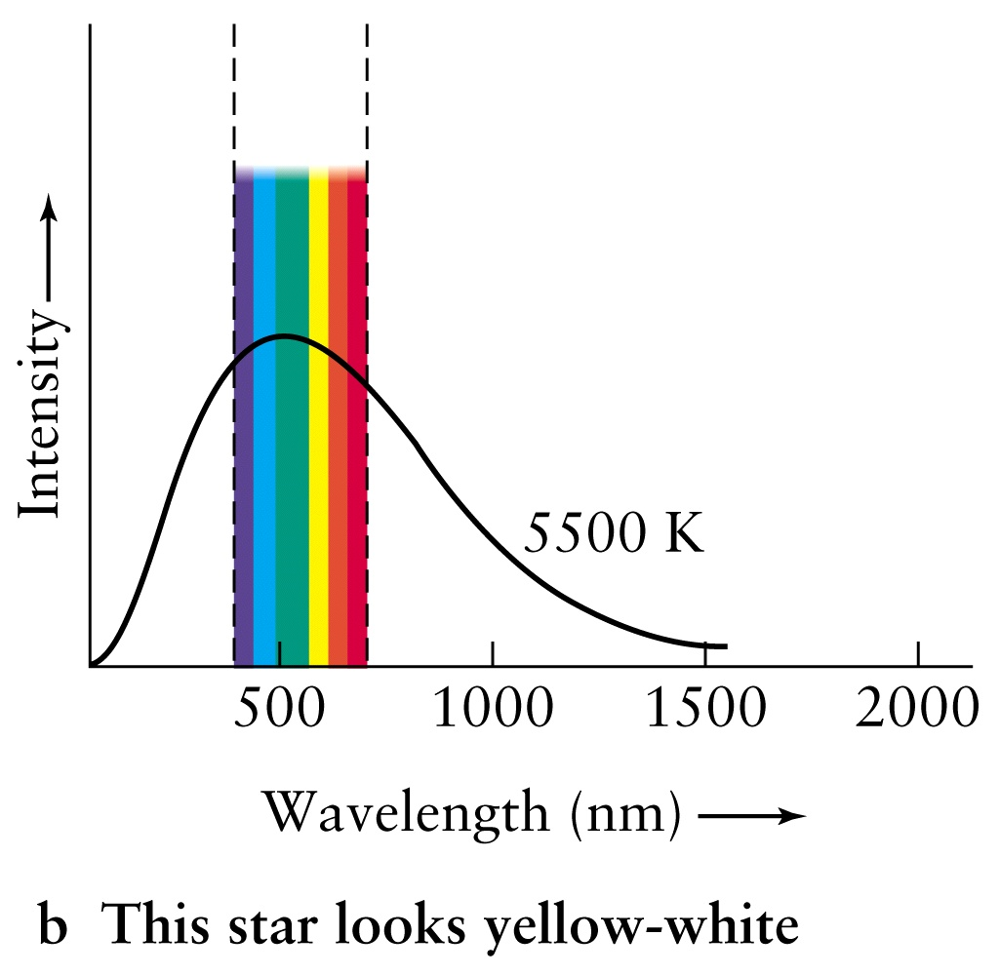 Intensity
5500 K
500 1000 1500 2000
Wavelength (nm)
b This star looks yellow-white